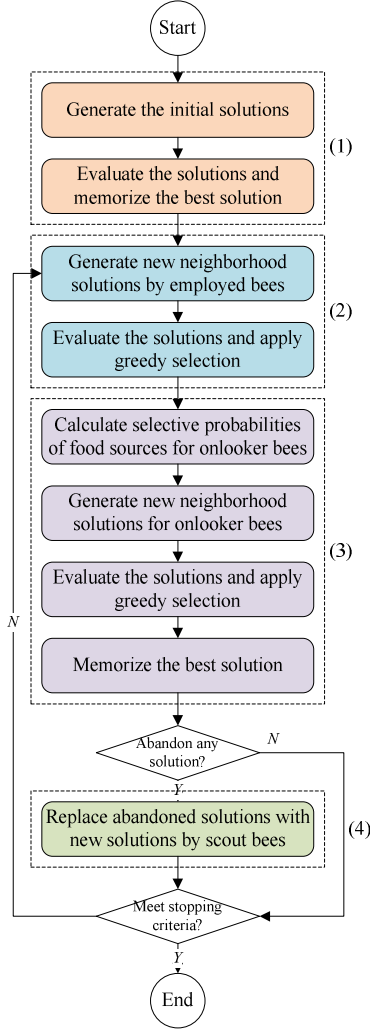 Start
Generate the initial solutions
Evaluate the solutions and
memorize the best solution
(1)
Generate new neighborhood
solutions by employed bees
Evaluate the solutions and apply
greedy selection
(2)
Calculate selective probabilities
of food sources for onlooker bees
Generate new neighborhood
solutions for onlooker bees
Evaluate the solutions and apply
greedy selection
Memorize the best solution
(3)
N
Abandon any
solution?
N
Y
Replace abandoned solutions with
new solutions by scout bees
(4)
Meet stopping
criteria?
Y
End